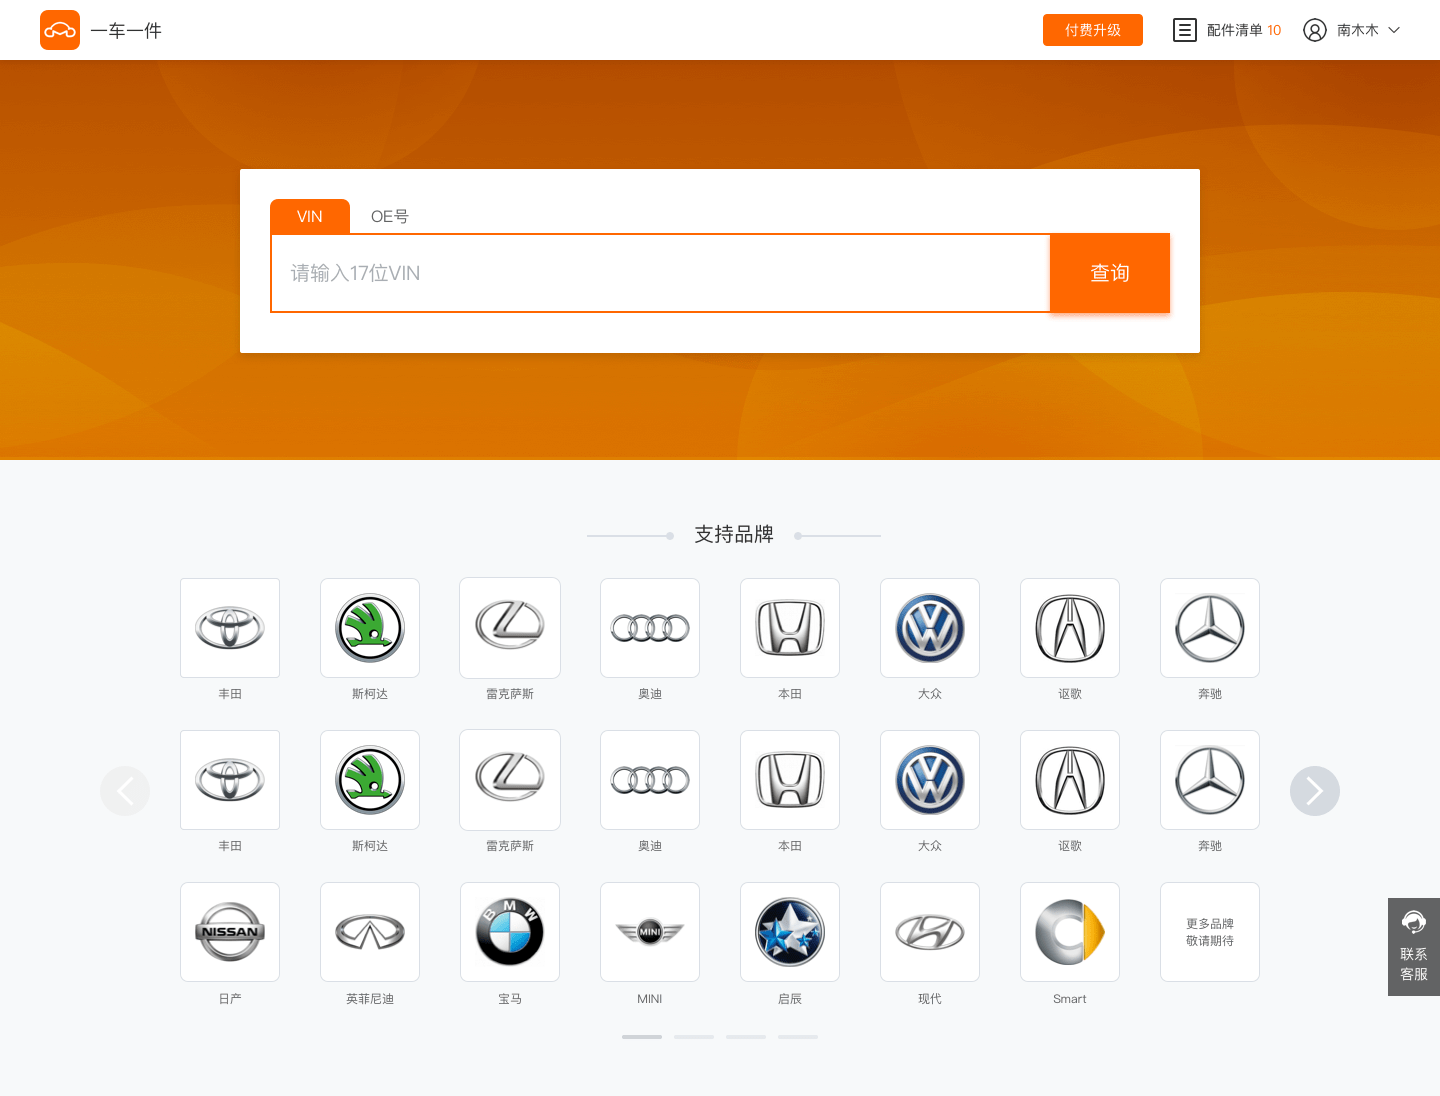 一车一件
付费升级
配件清单 10
南木木
VIN
OE号
请输入17位VIN
查询
支持品牌
丰田
斯柯达
雷克萨斯
奥迪
本田
大众
讴歌
奔驰
丰田
斯柯达
雷克萨斯
奥迪
本田
大众
讴歌
奔驰
NISSAN
BMW
MINI
更多品牌
敬请期待
日产
英菲尼迪
宝马
MINI
启辰
现代
Smart
联系
客服